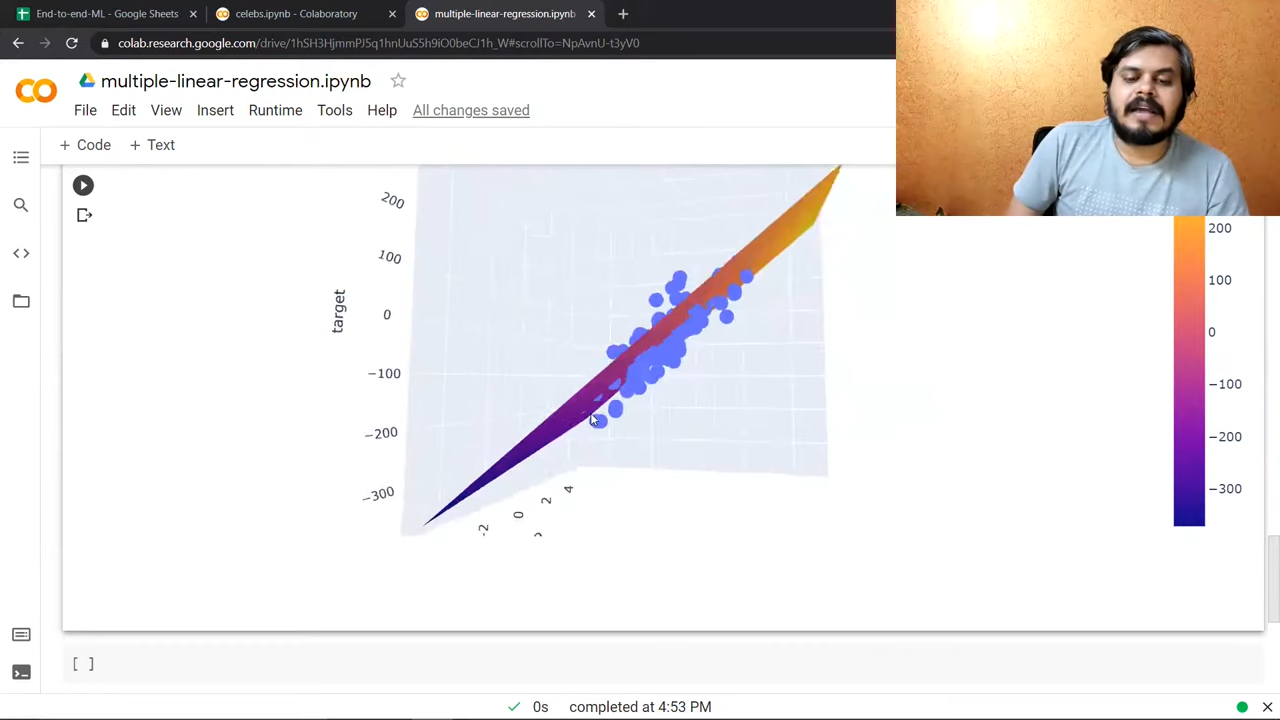 End-to-end-ML - Google Sheets
celebs.ipynb - Colaboratory
multiple-linear-regression.ipynb
colab.research.google.com/drive/1hSH3HjmmPJ5q1hnUuS5h9iO0beCJ1h_W#scrollTo=NpAvnU-t3yV0
multiple-linear-regression.ipynb
File Edit View Insert Runtime Tools Help All changes saved
+ Code + Text
200
100
0
−100
−200
−300
target
-2
0
2
4
200
100
0
−100
−200
−300
[ ]
0s completed at 4:53 PM